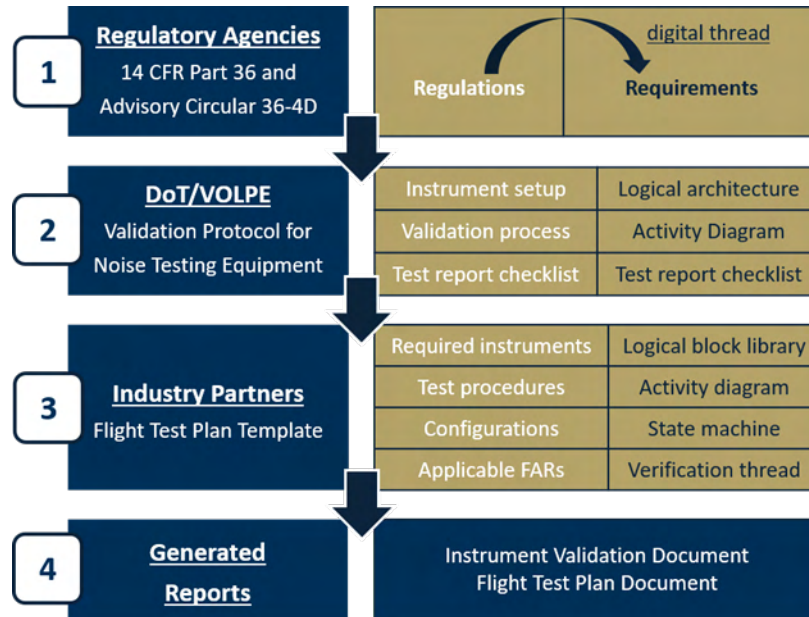 1
Regulatory Agencies
14 CFR Part 36 and
Advisory Circular 36-4D
digital thread
Regulations
Requirements
2
DoT/VOLPE
Validation Protocol for
Noise Testing Equipment
Instrument setup
Logical architecture
Validation process
Activity Diagram
Test report checklist
Test report checklist
3
Industry Partners
Flight Test Plan Template
Required instruments
Logical block library
Test procedures
Activity diagram
Configurations
State machine
Applicable FARs
Verification thread
4
Generated
Reports
Instrument Validation Document
Flight Test Plan Document